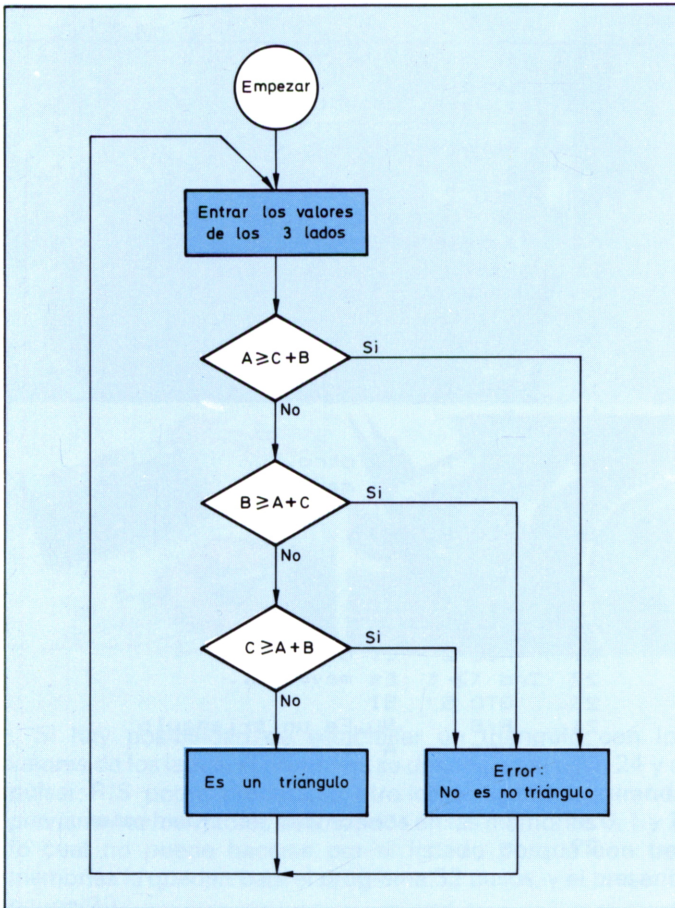 Empezar
Entrar los valores
de los 3 lados
A ≧ C + B
Si
No
B ≧ A + C
Si
No
C ≧ A + B
Si
No
Es un triángulo
Error:
No es no triángulo